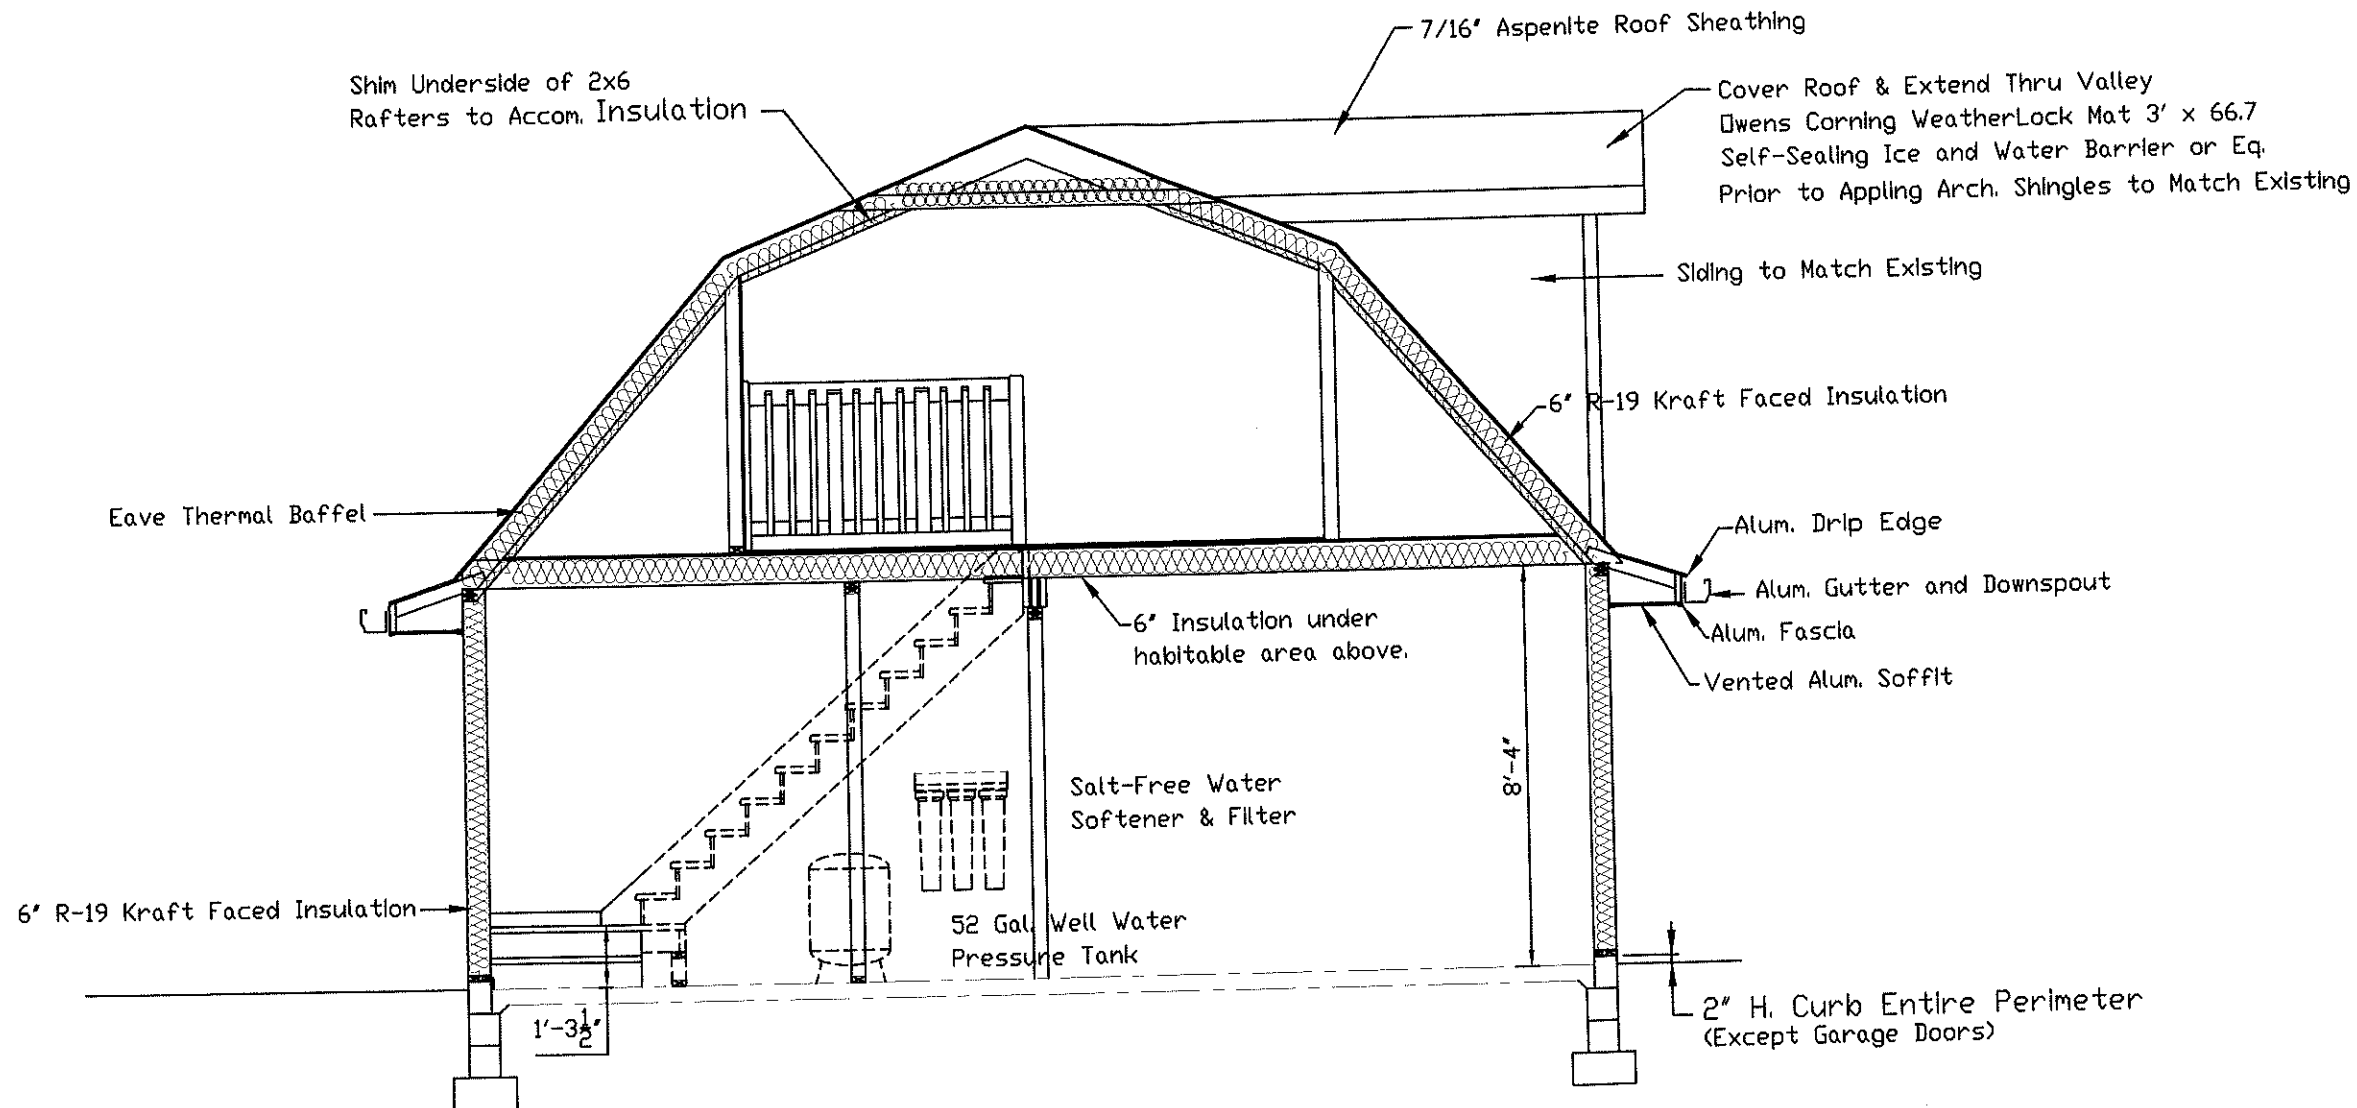 7/16" Aspenite Roof Sheathing
Shim Underside of 2x6
Rafters to Accom. Insulation
Cover Roof & Extend Thru Valley
Owens Corning WeatherLock Mat 3' x 66.7
Self-Sealing Ice and Water Barrier or Eq.
Prior to Appling Arch. Shingles to Match Existing
Siding to Match Existing
6" R-19 Kraft Faced Insulation
Eave Thermal Baffel
Alum. Drip Edge
Alum. Gutter and Downspout
Alum. Fascia
Vented Alum. Soffit
6" Insulation under
habitable area above.
8'-4"
Salt-Free Water
Softener & Filter
6" R-19 Kraft Faced Insulation
52 Gal. Well Water
Pressure Tank
1'-3 1/2"
2" H. Curb Entire Perimeter
(Except Garage Doors)